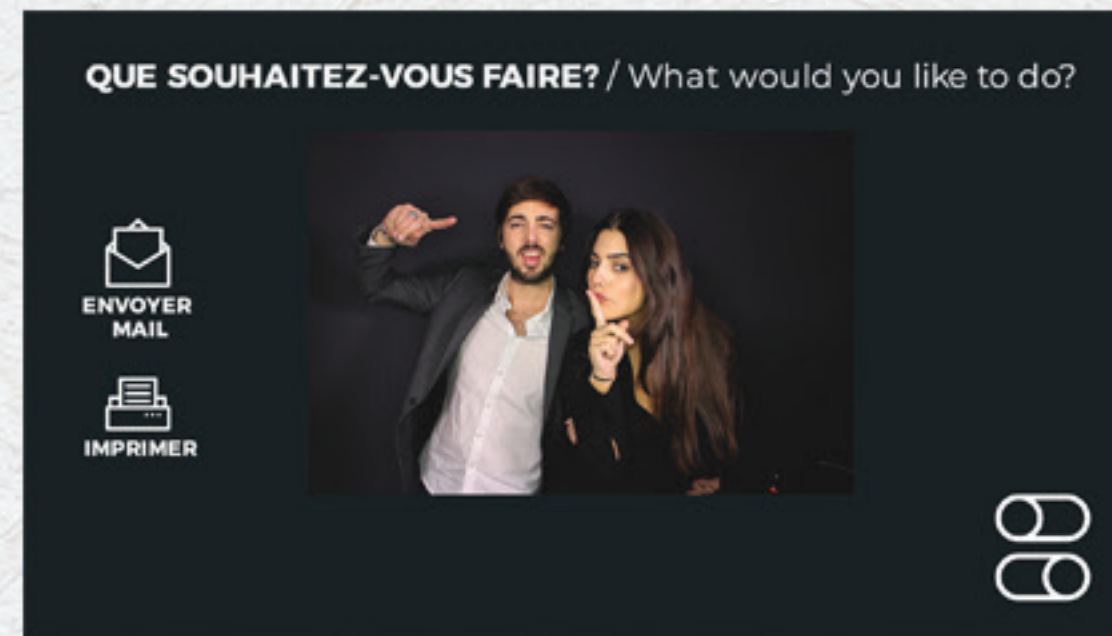 QUE SOUHAITEZ-VOUS FAIRE? / What would you like to do?
ENVOYER
MAIL
IMPRIMER